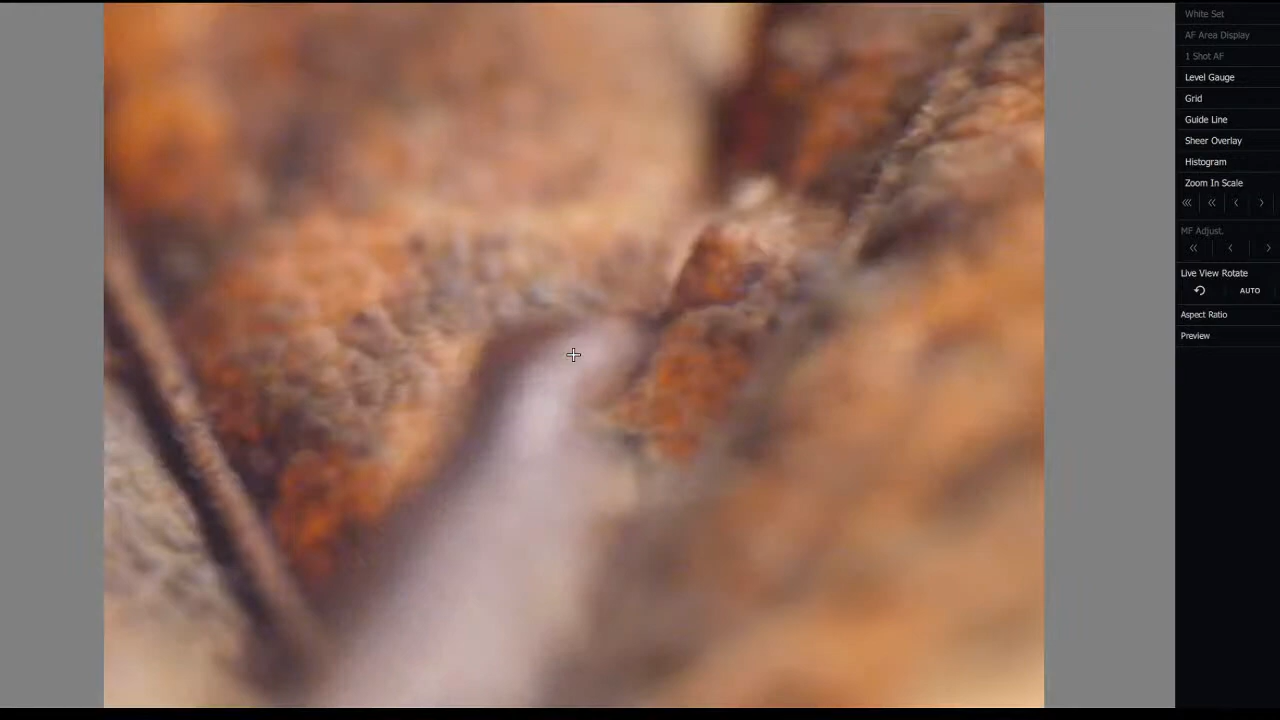 White Set
AF Area Display
1 Shot AF
Level Gauge
Grid
Guide Line
Sheer Overlay
Histogram
Zoom In Scale
MF Adjust.
Live View Rotate
AUTO
Aspect Ratio
Preview